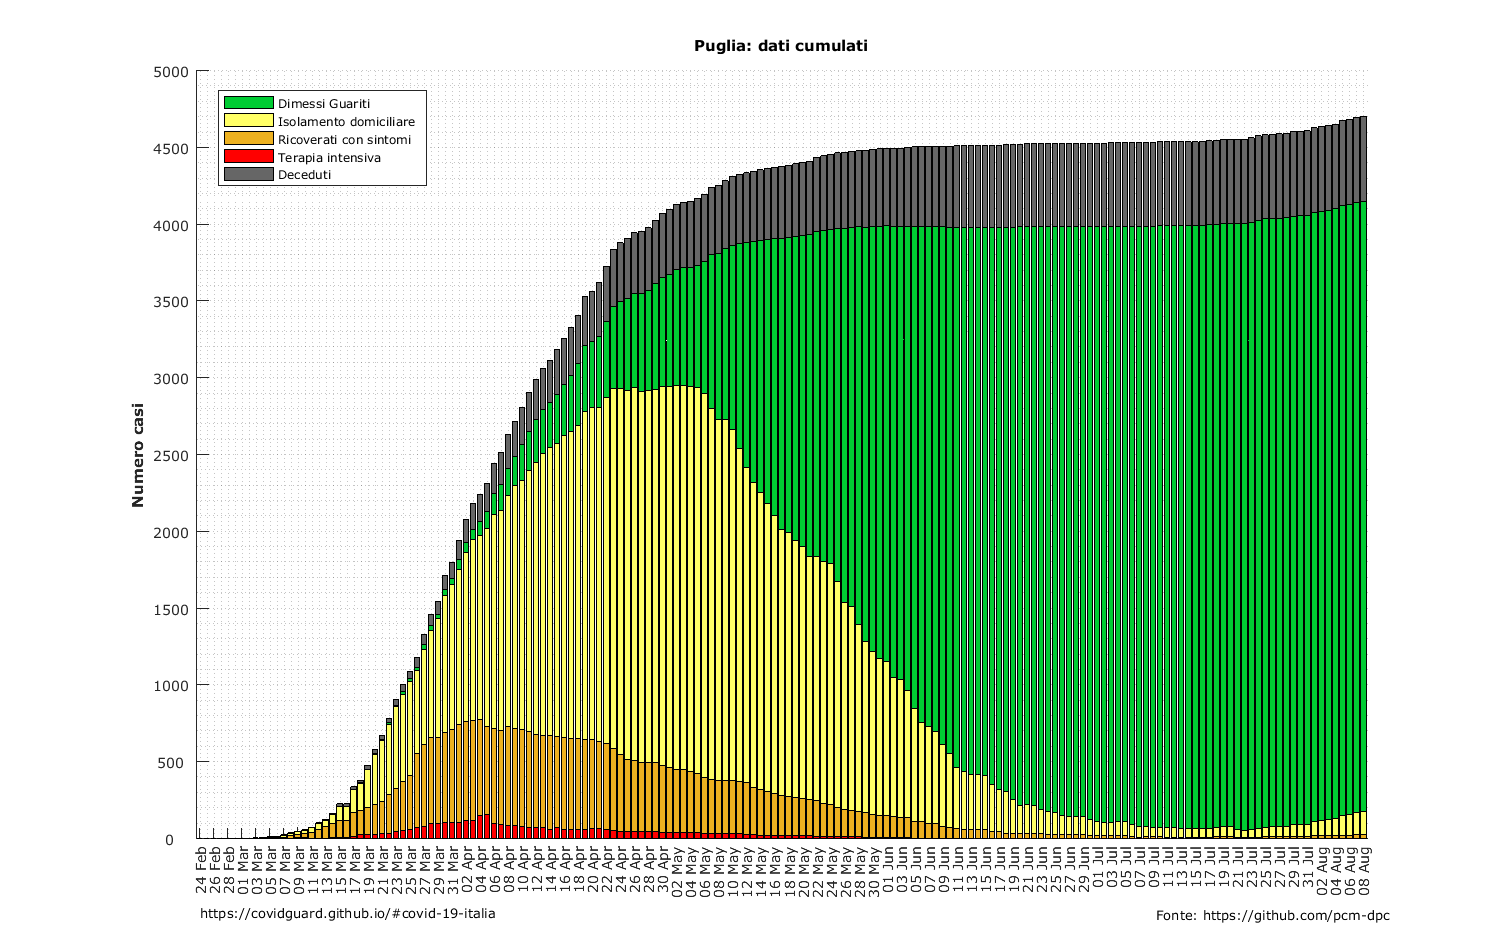 Puglia: dati cumulati
5000
4500
4000
3500
3000
2500
2000
1500
1000
500
0
Numero casi
Dimessi Guariti
Isolamento domiciliare
Ricoverati con sintomi
Terapia intensiva
Deceduti
24 Feb
26 Feb
28 Feb
01 Mar
03 Mar
05 Mar
07 Mar
09 Mar
11 Mar
13 Mar
15 Mar
17 Mar
19 Mar
21 Mar
23 Mar
25 Mar
27 Mar
29 Mar
31 Mar
02 Apr
04 Apr
06 Apr
08 Apr
10 Apr
12 Apr
14 Apr
16 Apr
18 Apr
20 Apr
22 Apr
24 Apr
26 Apr
28 Apr
30 Apr
02 May
04 May
06 May
08 May
10 May
12 May
14 May
16 May
18 May
20 May
22 May
24 May
26 May
28 May
30 May
01 Jun
03 Jun
05 Jun
07 Jun
09 Jun
11 Jun
13 Jun
15 Jun
17 Jun
19 Jun
21 Jun
23 Jun
25 Jun
27 Jun
29 Jun
01 Jul
03 Jul
05 Jul
07 Jul
09 Jul
11 Jul
13 Jul
15 Jul
17 Jul
19 Jul
21 Jul
23 Jul
25 Jul
27 Jul
29 Jul
31 Jul
02 Aug
04 Aug
06 Aug
08 Aug
https://covidguard.github.io/#covid-19-italia
Fonte: https://github.com/pcm-dpc